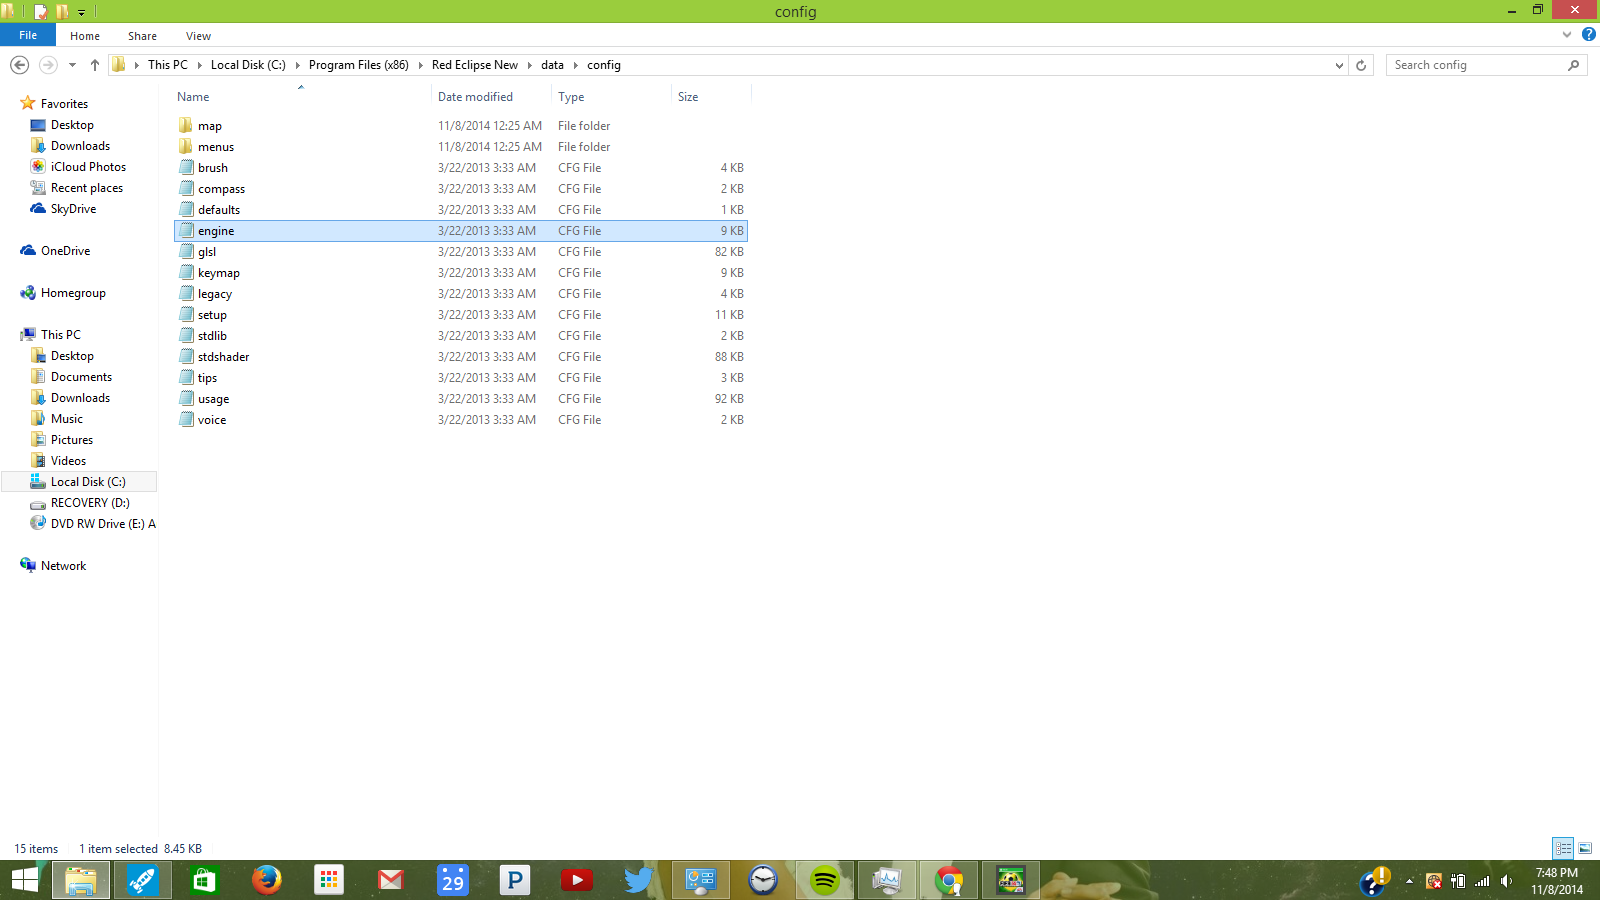 config
File Home Share View
This PC Local Disk (C:) Program Files (x86) Red Eclipse New data config
Search config
Name Date modified Type Size
map 11/8/2014 12:25 AM File folder
menus 11/8/2014 12:25 AM File folder
brush 3/22/2013 3:33 AM CFG File 4 KB
compass 3/22/2013 3:33 AM CFG File 2 KB
defaults 3/22/2013 3:33 AM CFG File 1 KB
engine 3/22/2013 3:33 AM CFG File 9 KB
glsl 3/22/2013 3:33 AM CFG File 82 KB
keymap 3/22/2013 3:33 AM CFG File 9 KB
legacy 3/22/2013 3:33 AM CFG File 4 KB
setup 3/22/2013 3:33 AM CFG File 11 KB
stdlib 3/22/2013 3:33 AM CFG File 2 KB
stdshader 3/22/2013 3:33 AM CFG File 88 KB
tips 3/22/2013 3:33 AM CFG File 3 KB
usage 3/22/2013 3:33 AM CFG File 92 KB
voice 3/22/2013 3:33 AM CFG File 2 KB
Favorites
Desktop
Downloads
iCloud Photos
Recent places
SkyDrive
OneDrive
Homegroup
This PC
Desktop
Documents
Downloads
Music
Pictures
Videos
Local Disk (C:)
RECOVERY (D:)
DVD RW Drive (E:) A
Network
15 items 1 item selected 8.45 KB
29
P
7:48 PM
11/8/2014